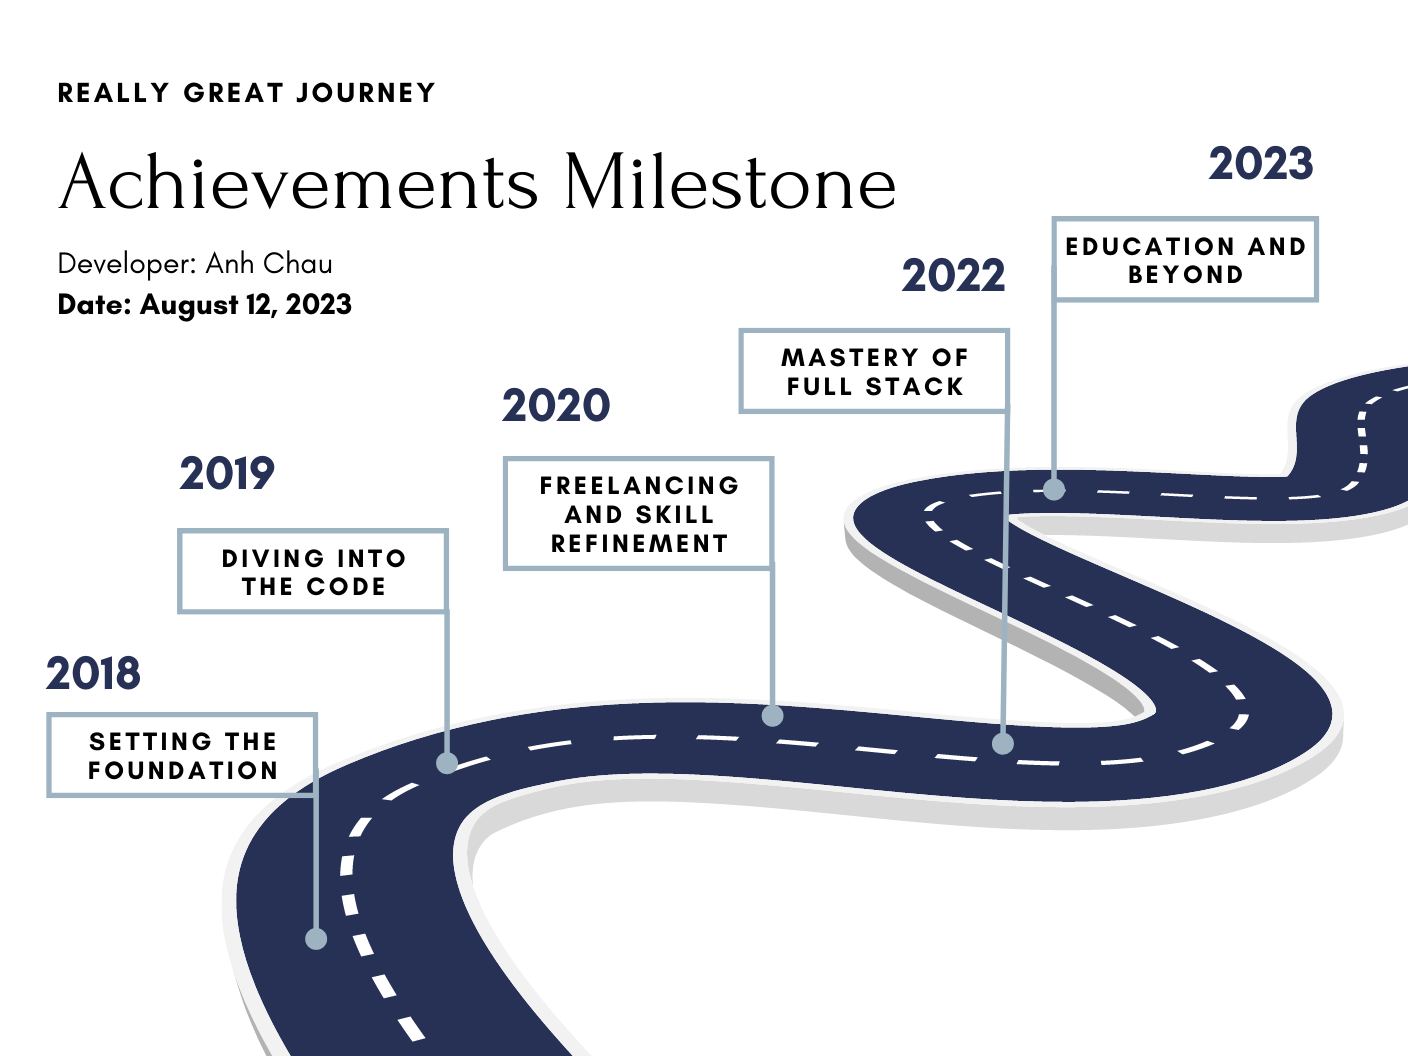 REALLY GREAT JOURNEY
Achievements Milestone
Developer: Anh Chau
Date: August 12, 2023
2018
SETTING THE
FOUNDATION
2019
DIVING INTO
THE CODE
2020
FREELANCING
AND SKILL
REFINEMENT
2022
MASTERY OF
FULL STACK
2023
EDUCATION AND
BEYOND